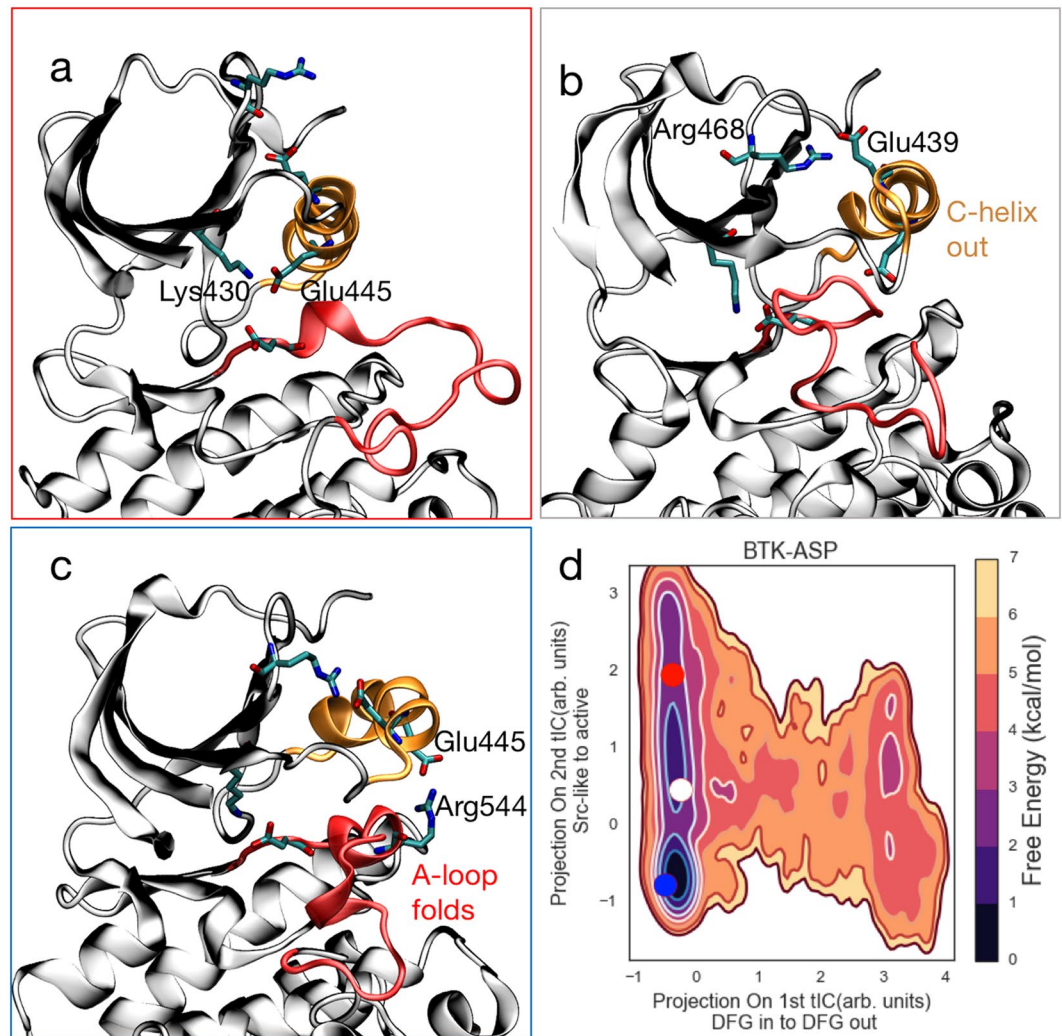 a
Lys430
Glu445
b
Arg468
Glu439
C-helix
out
c
Glu445
Arg544
A-loop
folds
d
BTK-ASP
Projection On 2nd tIC(arb. units)
Src-like to active
3
2
1
0
−1
−1
0
1
2
3
4
Projection On 1st tIC(arb. units)
DFG in to DFG out
7
6
5
4
3
2
1
0
Free Energy (kcal/mol)